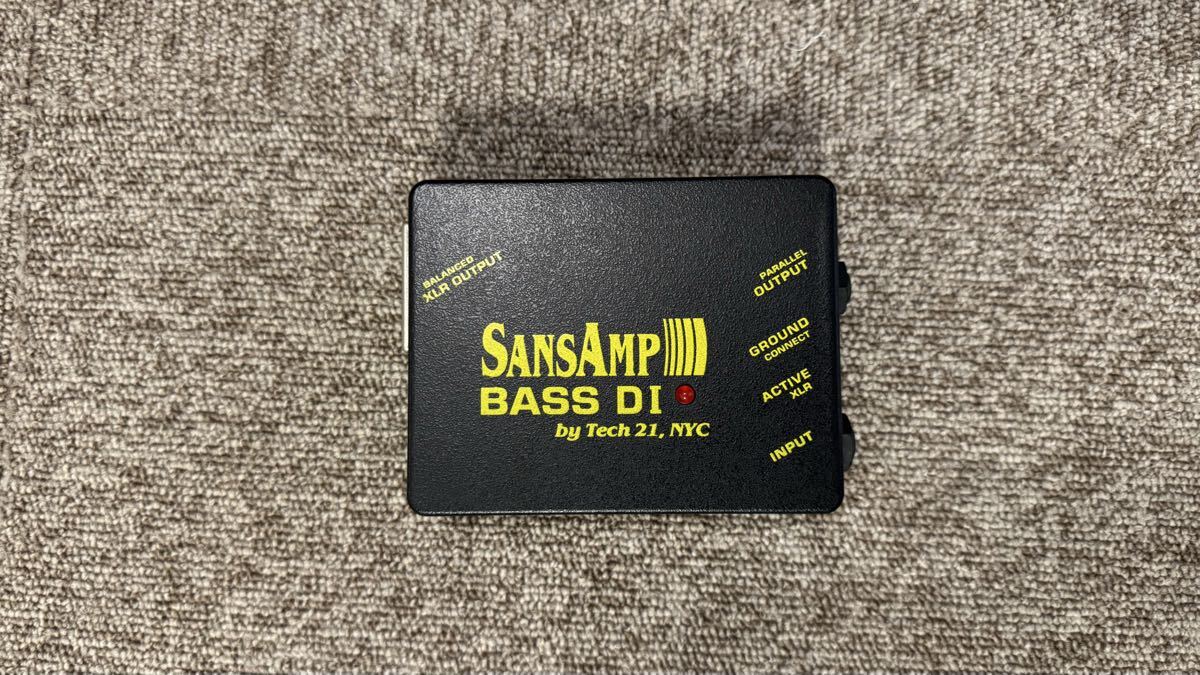 BALANCED
XLR OUTPUT
PARALLEL
OUTPUT
GROUND
CONNECT
ACTIVE
XLR
INPUT
SANSAMP
BASS DI
by Tech 21, NYC